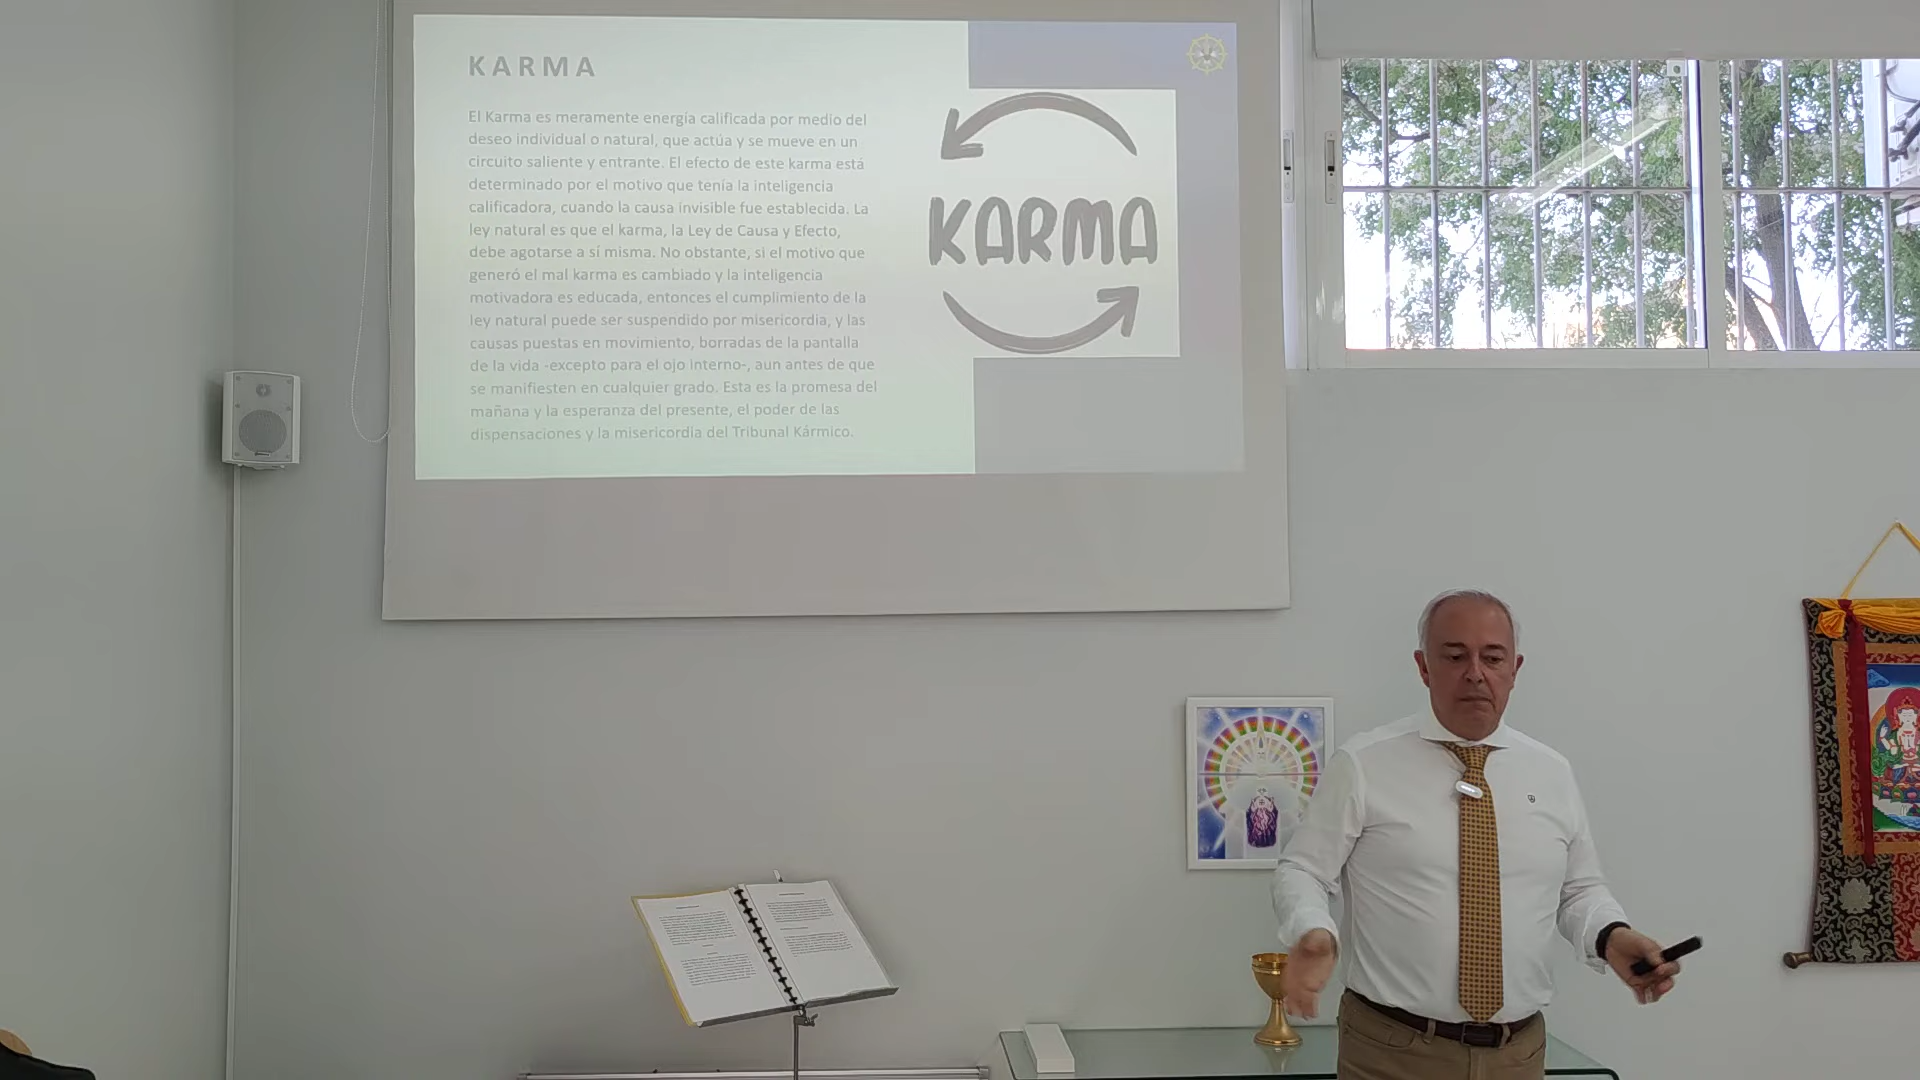 KARMA
El Karma es meramente energía calificada por medio del
deseo individual o natural, que actúa y se mueve en un
circuito saliente y entrante. El efecto de este karma está
determinado por el motivo que tenía la inteligencia
calificadora, cuando la causa invisible fue establecida. La
ley natural es que el karma, la Ley de Causa y Efecto,
debe agotarse a sí misma. No obstante, si el motivo que
generó el mal karma es cambiado y la inteligencia
motivadora es educada, entonces el cumplimiento de la
ley natural puede ser suspendido por misericordia, y las
causas puestas en movimiento, borradas de la pantalla
de la vida -excepto para el ojo interno-, aun antes de que
se manifiesten en cualquier grado. Esta es la promesa del
mañana y la esperanza del presente, el poder de las
dispensaciones y la misericordia del Tribunal Kármico.
KARMA